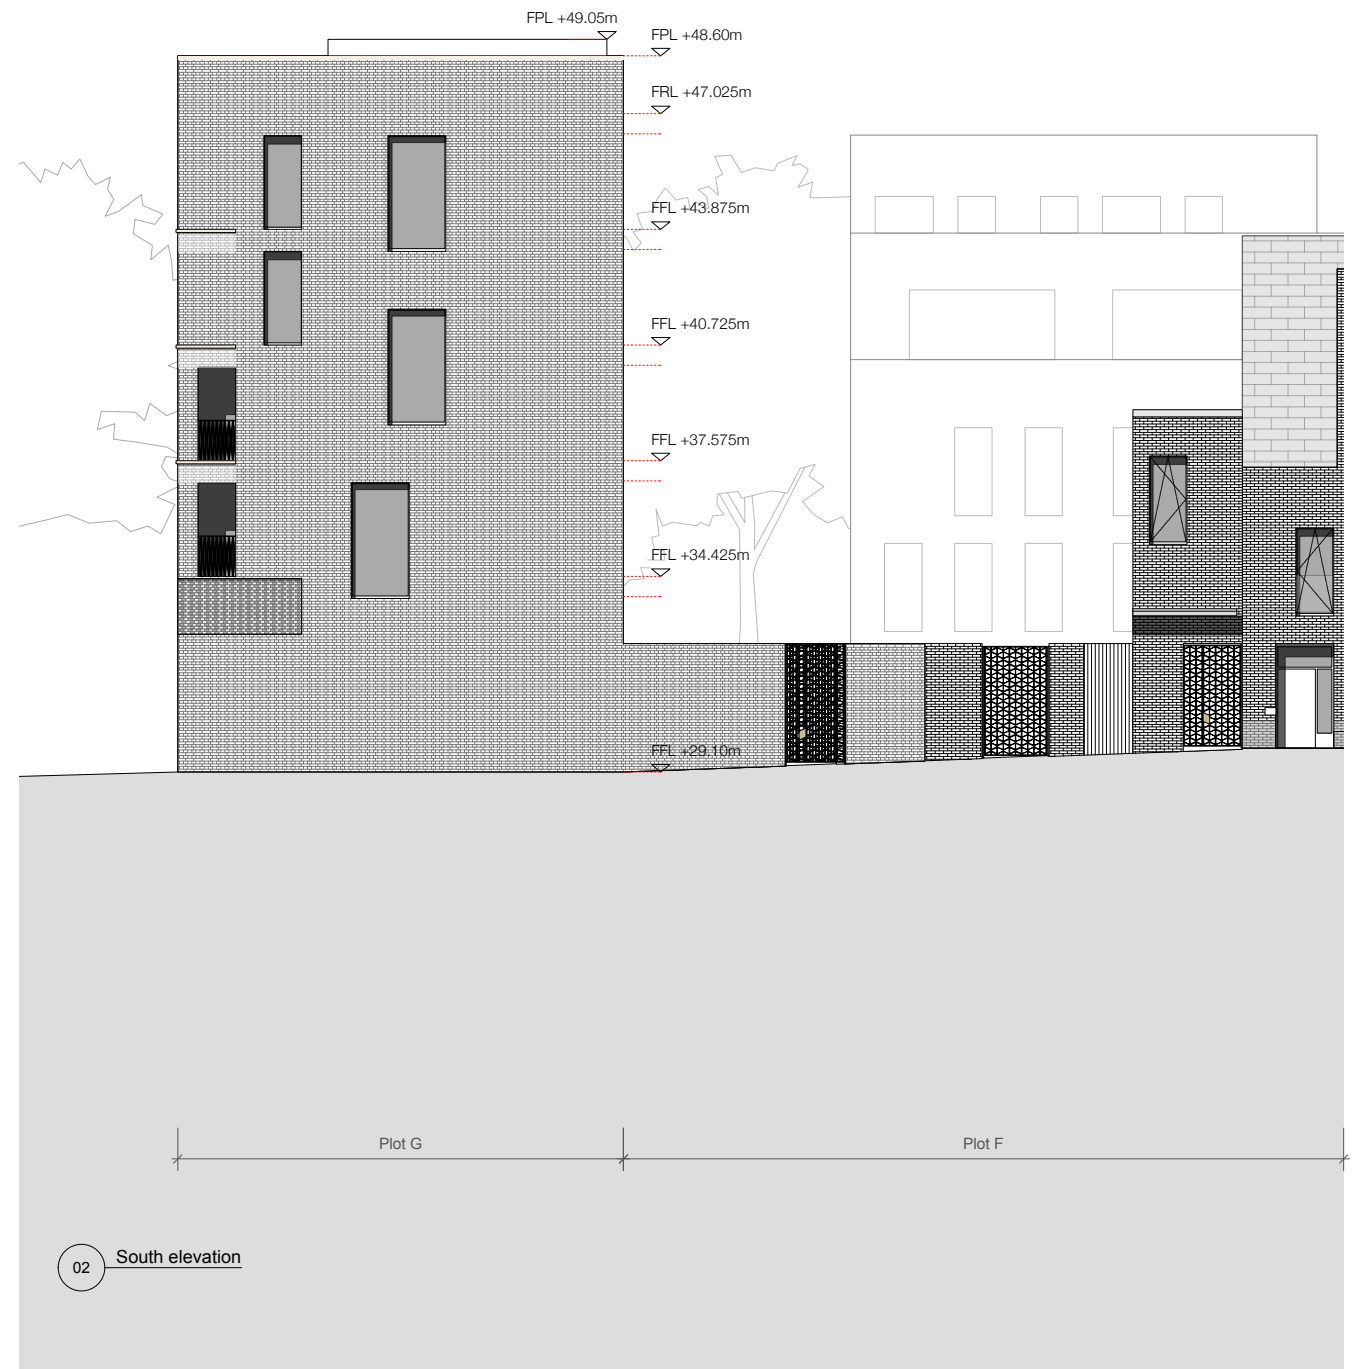 FPL +49.05m
FPL +48.60m
FRL +47.025m
FFL +43.875m
FFL +40.725m
FFL +37.575m
FFL +34.425m
FFL +29.10m
Plot G
Plot F
02
South elevation